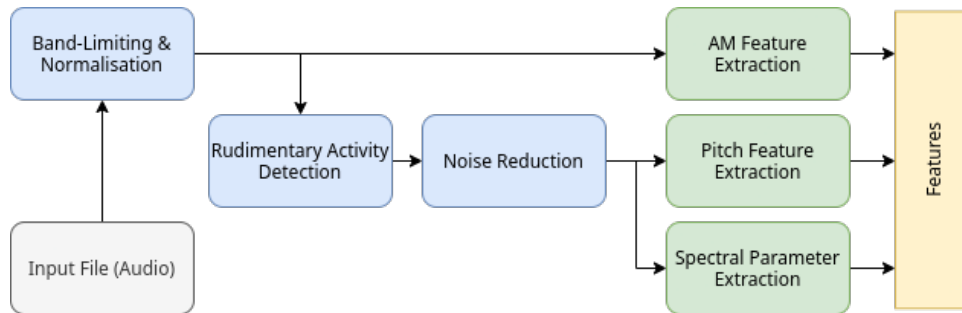 Band-Limiting &
Normalisation
AM Feature
Extraction
Rudimentary Activity
Detection
Noise Reduction
Pitch Feature
Extraction
Features
Input File (Audio)
Spectral Parameter
Extraction